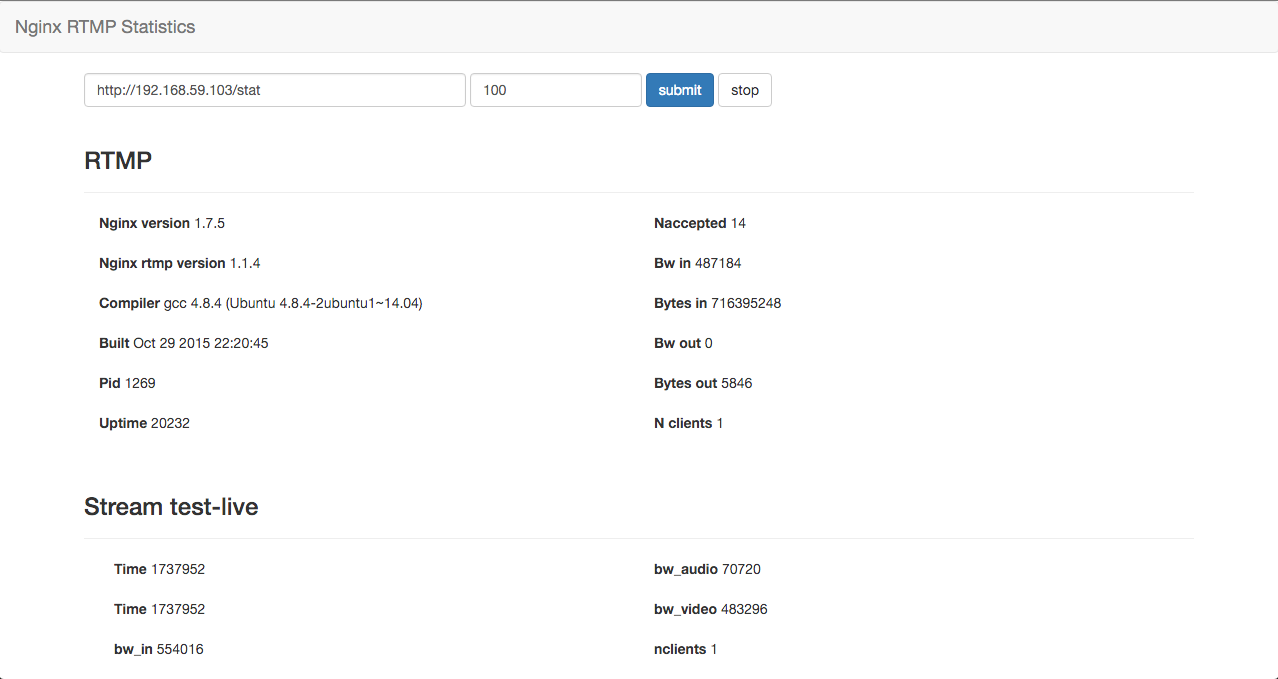 Nginx RTMP Statistics
http://192.168.59.103/stat 100 submit stop
RTMP
Nginx version 1.7.5
Nginx rtmp version 1.1.4
Compiler gcc 4.8.4 (Ubuntu 4.8.4-2ubuntu1~14.04)
Built Oct 29 2015 22:20:45
Pid 1269
Uptime 20232
Naccepted 14
Bw in 487184
Bytes in 716395248
Bw out 0
Bytes out 5846
N clients 1
Stream test-live
Time 1737952
Time 1737952
bw_in 554016
bw_audio 70720
bw_video 483296
nclients 1